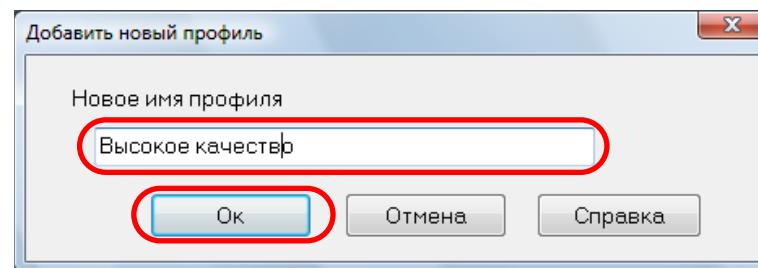 Добавить новый профиль
Новое имя профиля
Высокое качество
Ок Отмена Справка